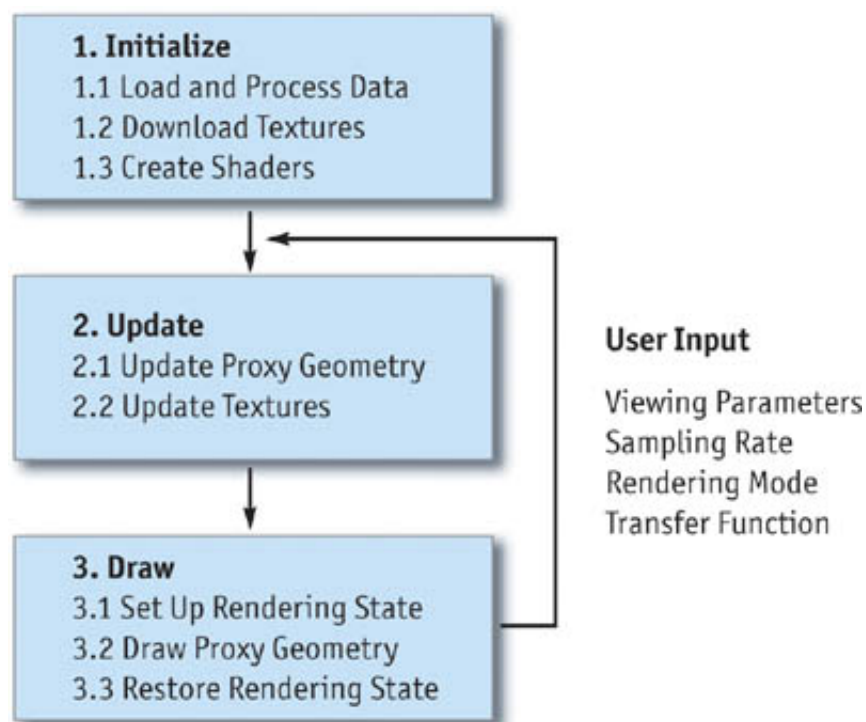 1. Initialize
1.1 Load and Process Data
1.2 Download Textures
1.3 Create Shaders
2. Update
2.1 Update Proxy Geometry
2.2 Update Textures
3. Draw
3.1 Set Up Rendering State
3.2 Draw Proxy Geometry
3.3 Restore Rendering State
User Input
Viewing Parameters
Sampling Rate
Rendering Mode
Transfer Function